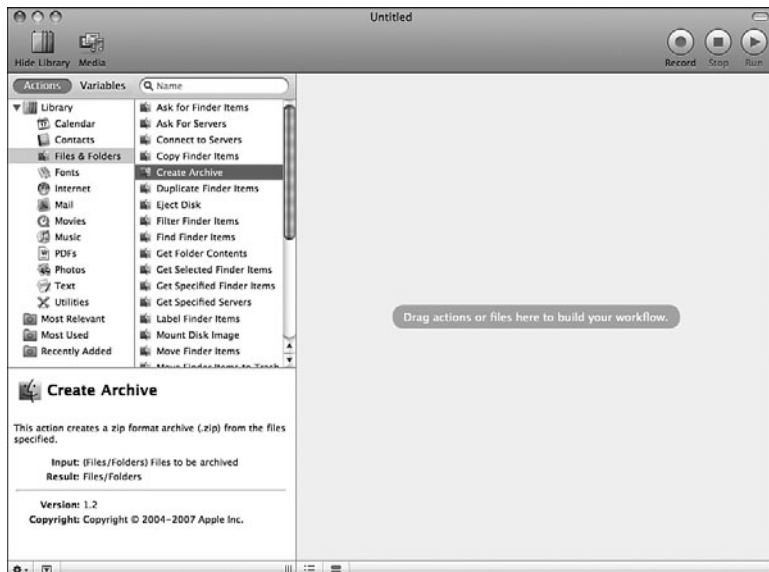 Untitled
Hide Library Media
Record Stop Run
Actions Variables Name
Library
Calendar
Contacts
Files & Folders
Fonts
Internet
Mail
Movies
Music
PDFs
Photos
Text
Utilities
Most Relevant
Most Used
Recently Added
Ask for Finder Items
Ask For Servers
Connect to Servers
Copy Finder Items
Create Archive
Duplicate Finder Items
Eject Disk
Filter Finder Items
Find Finder Items
Get Folder Contents
Get Selected Finder Items
Get Specified Finder Items
Get Specified Servers
Label Finder Items
Mount Disk Image
Move Finder Items
Move Finder Items to Trash
Drag actions or files here to build your workflow.
Create Archive
This action creates a zip format archive (.zip) from the files
specified.
Input: (Files/Folders) Files to be archived
Result: Files/Folders
Version: 1.2
Copyright: Copyright © 2004–2007 Apple Inc.